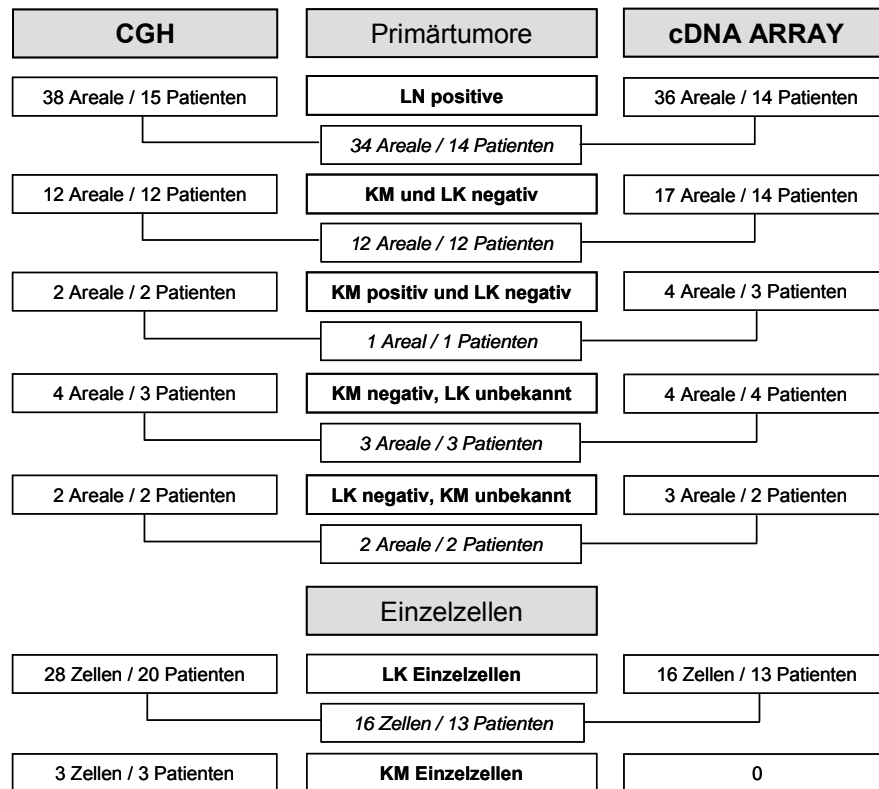 CGH Primärtumore cDNA ARRAY
38 Areale / 15 Patienten LN positive 36 Areale / 14 Patienten
34 Areale / 14 Patienten
12 Areale / 12 Patienten KM und LK negativ 17 Areale / 14 Patienten
12 Areale / 12 Patienten
2 Areale / 2 Patienten KM positiv und LK negativ 4 Areale / 3 Patienten
1 Areal / 1 Patienten
4 Areale / 3 Patienten KM negativ, LK unbekannt 4 Areale / 4 Patienten
3 Areale / 3 Patienten
2 Areale / 2 Patienten LK negativ, KM unbekannt 3 Areale / 2 Patienten
2 Areale / 2 Patienten
Einzelzellen
28 Zellen / 20 Patienten LK Einzelzellen 16 Zellen / 13 Patienten
16 Zellen / 13 Patienten
3 Zellen / 3 Patienten KM Einzelzellen 0